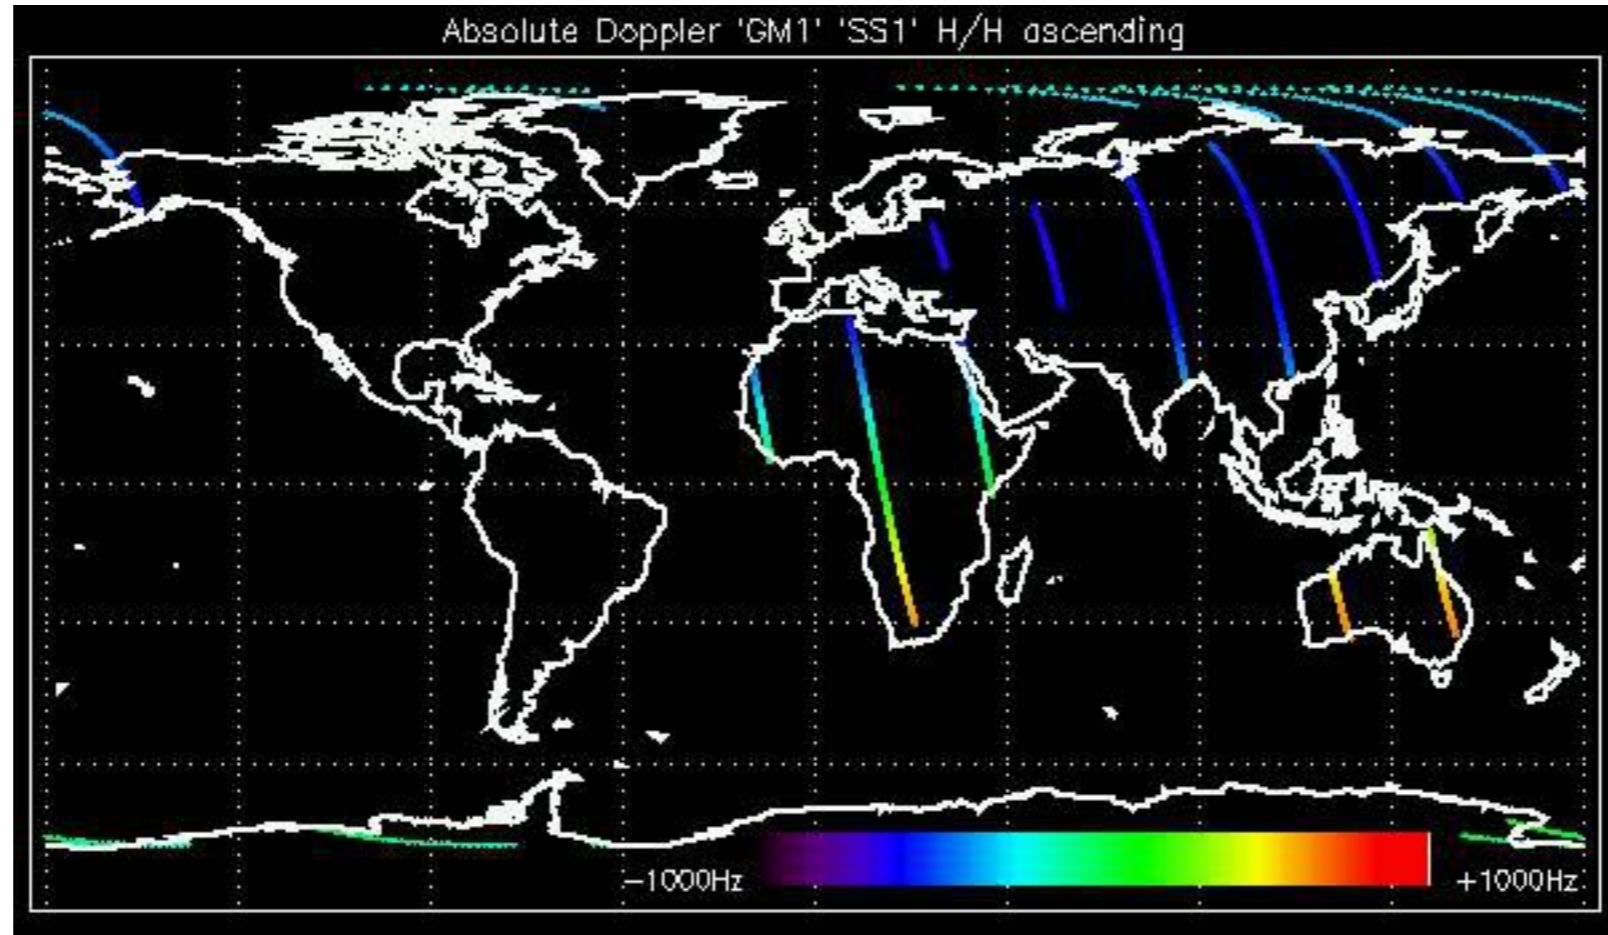 Absolute Doppler 'GM1' 'SS1' H/H ascending
−1000Hz
+1000Hz